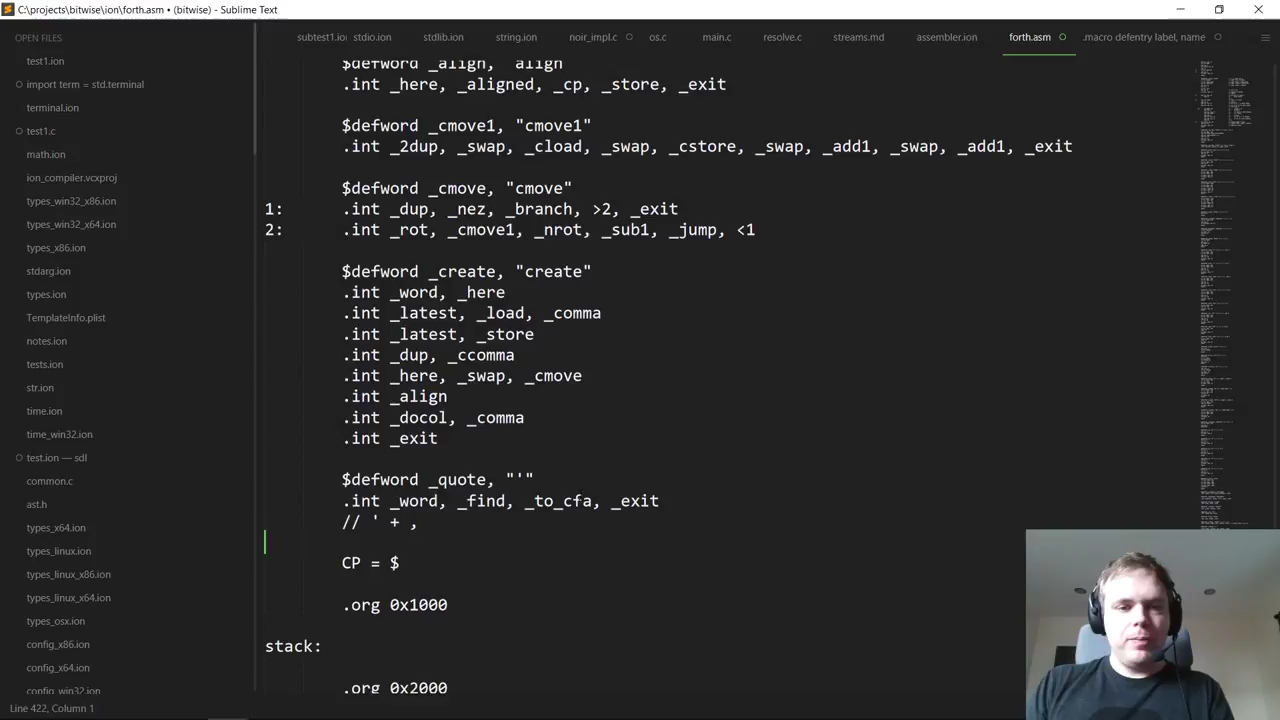 C:\projects\bitwise\ion\forth.asm • (bitwise) - Sublime Text
OPEN FILES
test1.ion
import term = std.terminal
terminal.ion
test1.c
math.ion
ion_compiler.vcxproj
types_win32_x86.ion
types_win32_x64.ion
types_x86.ion
stdarg.ion
types.ion
TemplateInfo.plist
notes.ion
tests.ion
str.ion
time.ion
time_win32.ion
test.ion — sdl
common.c
ast.h
types_x64.ion
types_linux.ion
types_linux_x86.ion
types_linux_x64.ion
types_osx.ion
config_x86.ion
config_x64.ion
config_win32.ion
subtest1.io stdio.ion stdlib.ion string.ion noir_impl.c os.c main.c resolve.c streams.md assembler.ion forth.asm .macro defentry label, name
$defword _align, "align"
.int _here, _aligned, _cp, _store, _exit
$defword _cmove1, "cmove1"
.int _2dup, _swap, _cload, _swap, _cstore, _swap, _add1, _swap, _add1, _exit
$defword _cmove, "cmove"
1: .int _dup, _nez, _branch, >2, _exit
2: .int _rot, _cmove1, _nrot, _sub1, _jump, <1
$defword _create, "create"
.int _word, _here
.int _latest, _load, _comma
.int _latest, _store
.int _dup, _ccomma
.int _here, _swap, _cmove
.int _align
.int _docol, _comma
.int _exit
$defword _quote, "'"
.int _word, _find, _to_cfa, _exit
// ' + ,
CP = $
.org 0x1000
stack:
.org 0x2000
Line 422, Column 1